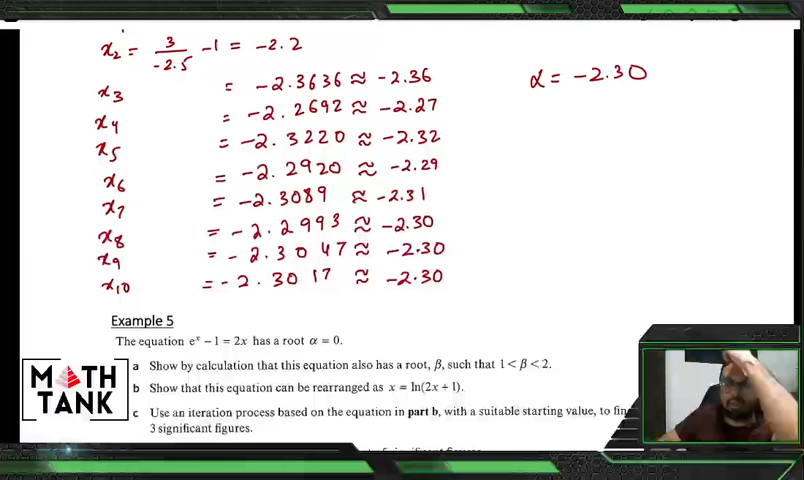 x₂ = 3/-2.5 -1 = -2.2
x₃ = -2.3636 ≈ -2.36
α = -2.30
x₄ = -2.2692 ≈ -2.27
x₅ = -2.3220 ≈ -2.32
x₆ = -2.2920 ≈ -2.29
x₇ = -2.3089 ≈ -2.31
x₈ = -2.2993 ≈ -2.30
x₉ = -2.3047 ≈ -2.30
x₁₀ = -2.3017 ≈ -2.30
Example 5
The equation eˣ – 1 = 2x has a root α = 0.
a Show by calculation that this equation also has a root, β, such that 1 < β < 2.
b Show that this equation can be rearranged as x = ln(2x + 1).
c Use an iteration process based on the equation in part b, with a suitable starting value, to fin
3 significant figures.
MATH
TANK